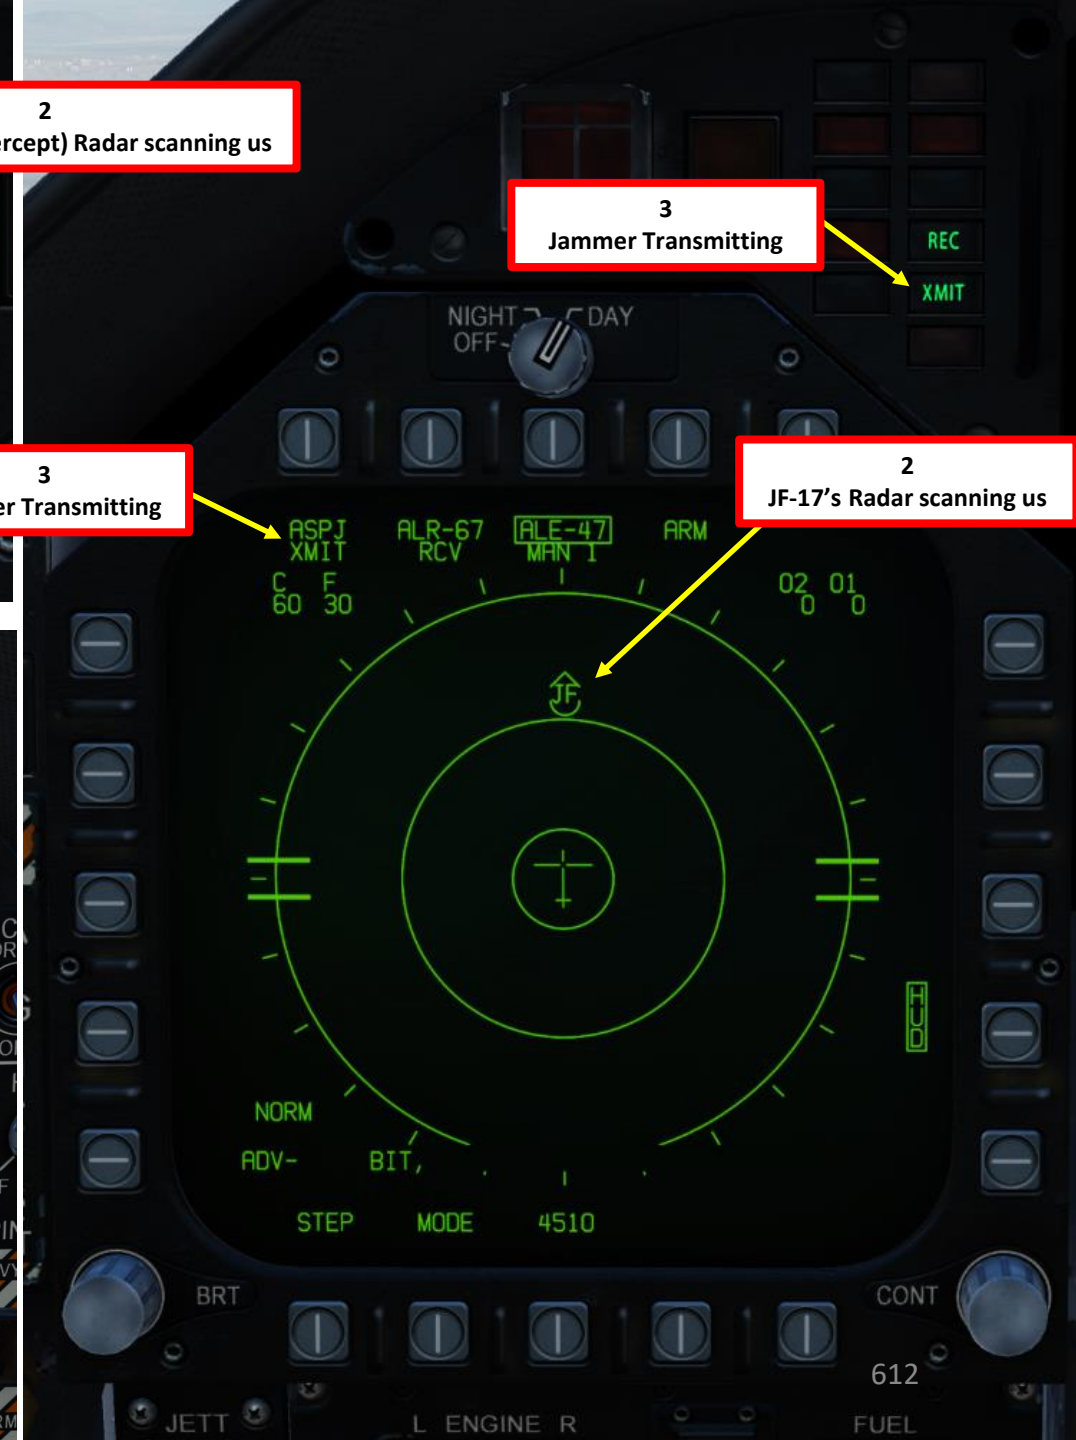 2
ercept) Radar scanning us
3
Jammer Transmitting
REC
XMIT
NIGHT
DAY
OFF-
3
er Transmitting
2
JF-17's Radar scanning us
ASPJ
XMIT
ALR-67
RCV
ALE-47
MAN 1
ARM
C F
60 30
02 01
0 0
JF
HUD
NORM
ADV-
BIT,
STEP
MODE
4510
BRT
CONT
612
JETT
L ENGINE R
FUEL